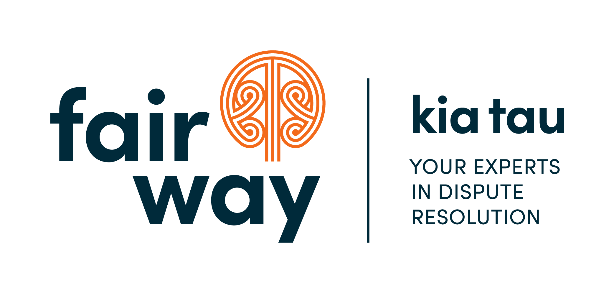 fair
way
kia tau
YOUR EXPERTS
IN DISPUTE
RESOLUTION